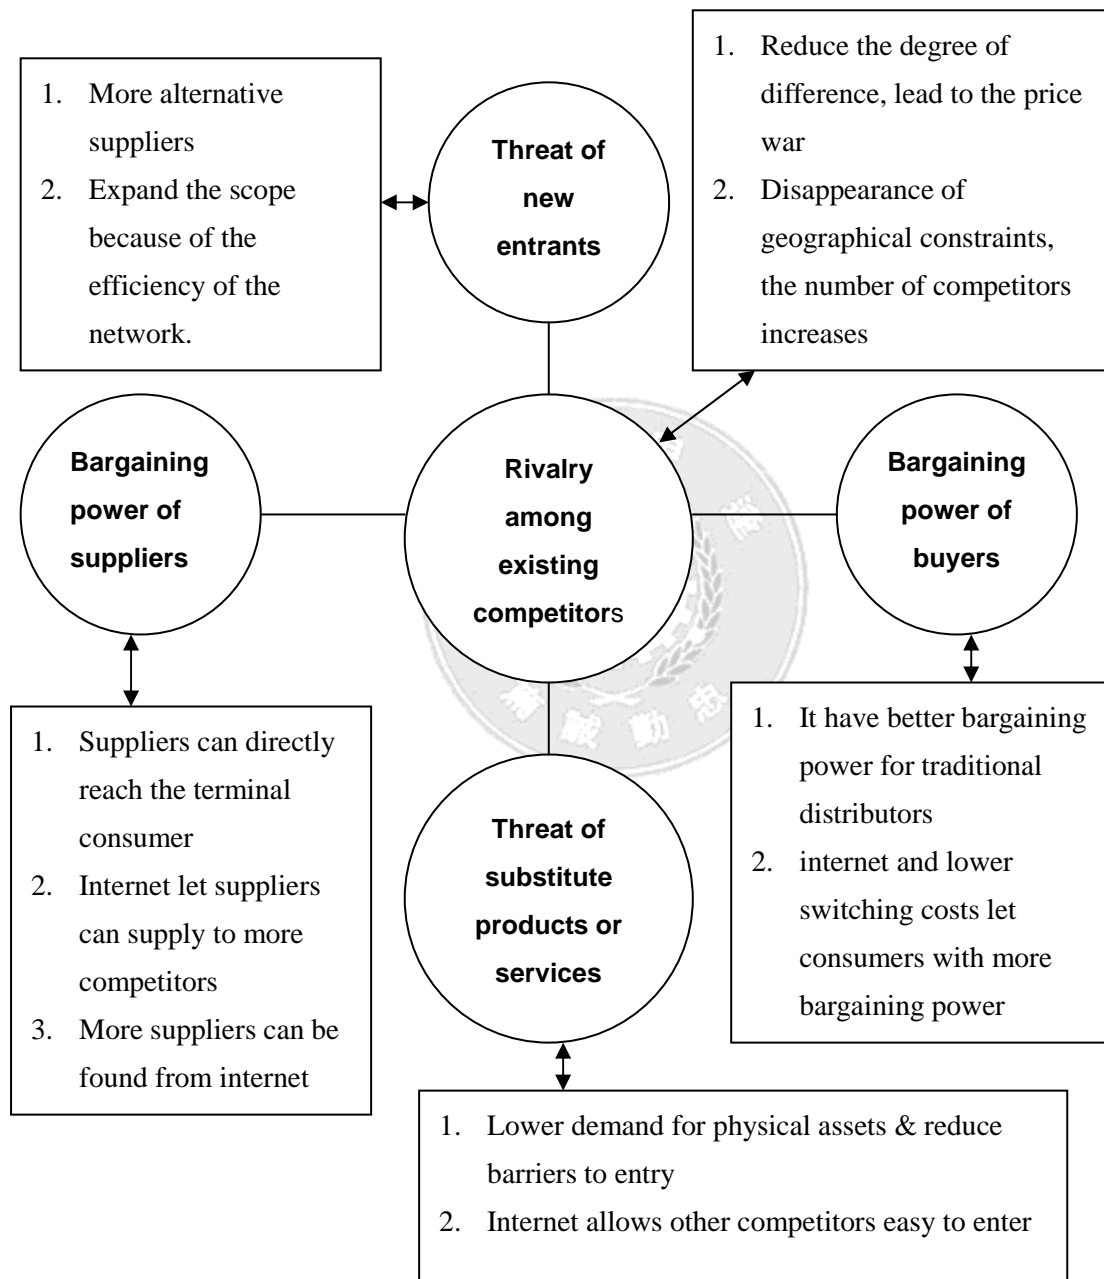 1. More alternative
suppliers
2. Expand the scope
because of the
efficiency of the
network.
Threat of
new
entrants
1. Reduce the degree of
difference, lead to the price
war
2. Disappearance of
geographical constraints,
the number of competitors
increases
Bargaining
power of
suppliers
Rivalry
among
existing
competitors
Bargaining
power of
buyers
1. Suppliers can directly
reach the terminal
consumer
2. Internet let suppliers
can supply to more
competitors
3. More suppliers can be
found from internet
Threat of
substitute
products or
services
1. It have better bargaining
power for traditional
distributors
2. internet and lower
switching costs let
consumers with more
bargaining power
1. Lower demand for physical assets & reduce
barriers to entry
2. Internet allows other competitors easy to enter